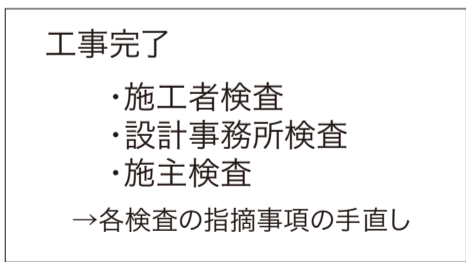 工事完了
・施工者検査
・設計事務所検査
・施主検査
→各検査の指摘事項の手直し